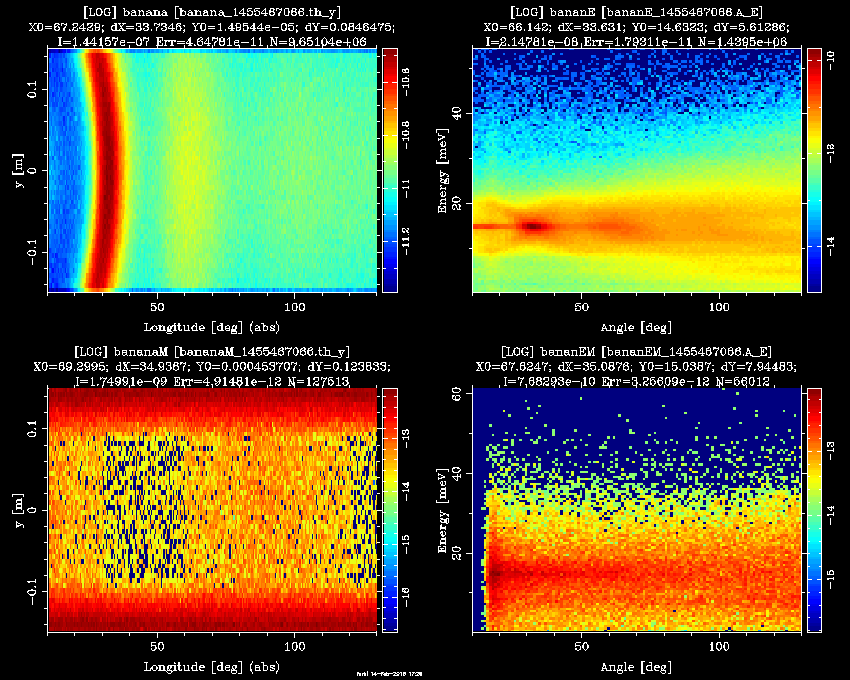 [LOG] banana [banana_1455467066.th_y]
X0=67.2429; dX=33.7346; Y0=1.49544e-05; dY=0.0846475;
I=1.44157e-07 Err=4.64781e-11 N=9.65104e+06
y [m]
0.1
0
-0.1
50
100
Longitude [deg] (abs)
-10.6
-10.8
-11
-11.2
[LOG] bananE [bananE_1455467066.A_E]
X0=66.142; dX=33.631; Y0=14.6323; dY=5.61286;
I=2.14781e-08 Err=1.79211e-11 N=1.4395e+06
Energy [meV]
40
20
50
100
Angle [deg]
-10
-12
-14
[LOG] bananaM [bananaM_1455467066.th_y]
X0=69.2995; dX=34.9367; Y0=0.000453707; dY=0.123833;
I=1.74991e-09 Err=4.91481e-12 N=127513
y [m]
0.1
0
-0.1
50
100
Longitude [deg] (abs)
-13
-14
-15
-16
[LOG] bananEM [bananEM_1455467066.A_E]
X0=67.6247; dX=35.0876; Y0=15.0387; dY=7.94483;
I=7.68293e-10 Err=3.25609e-12 N=56012
Energy [meV]
60
40
20
50
100
Angle [deg]
-13
-14
-15